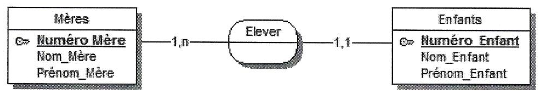 Mères
Numéro Mère
Nom_Mère
Prénom_Mère
1,n
Elever
1,1
Enfants
Numéro_Enfant
Nom_Enfant
Prénom_Enfant